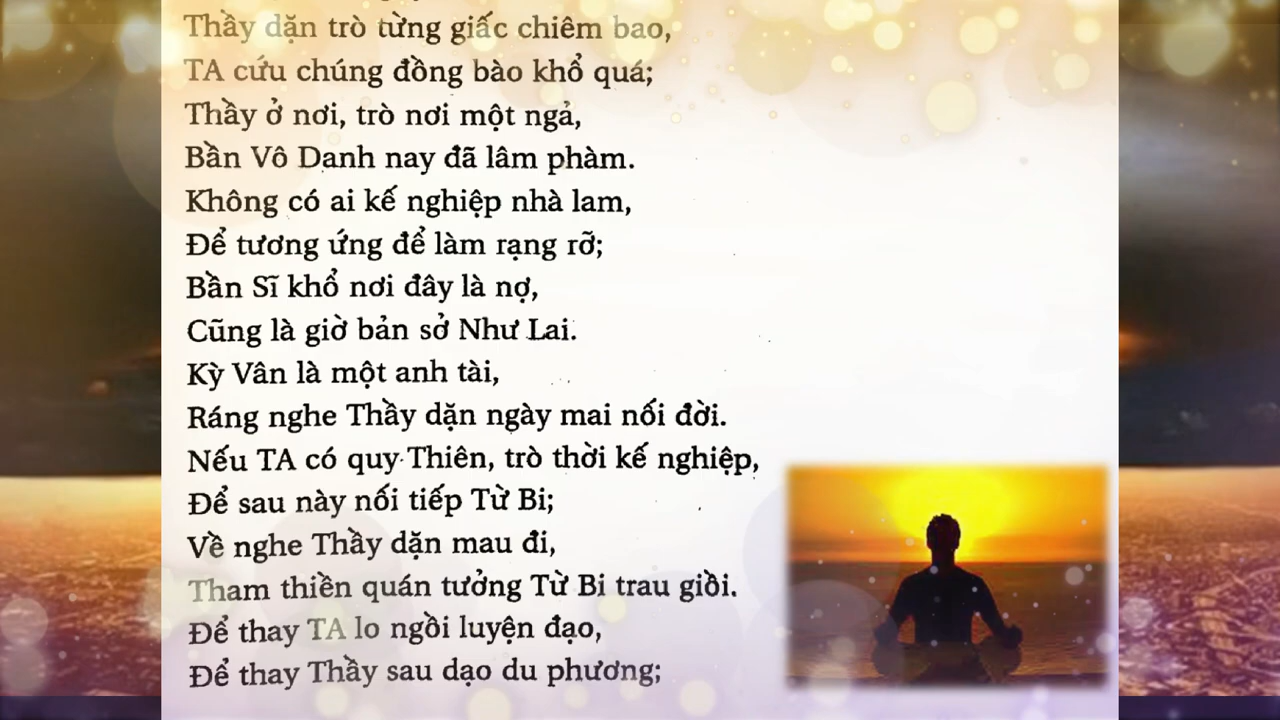 Thầy dặn trò từng giấc chiêm bao,
TA cứu chúng đồng bào khổ quá;
Thầy ở nơi, trò nơi một ngả,
Bần Vô Danh nay đã lâm phàm.
Không có ai kế nghiệp nhà lam,
Để tương ứng để làm rạng rỡ;
Bần Sĩ khổ nơi đây là nợ,
Cũng là giờ bản sở Như Lai.
Kỳ Vân là một anh tài,
Ráng nghe Thầy dặn ngày mai nối đời.
Nếu TA có quy Thiên, trò thời kế nghiệp,
Để sau này nối tiếp Từ Bi;
Về nghe Thầy dặn mau đi,
Tham thiền quán tưởng Từ Bi trau giồi.
Để thay TA lo ngồi luyện đạo,
Để thay Thầy sau dạo du phương;